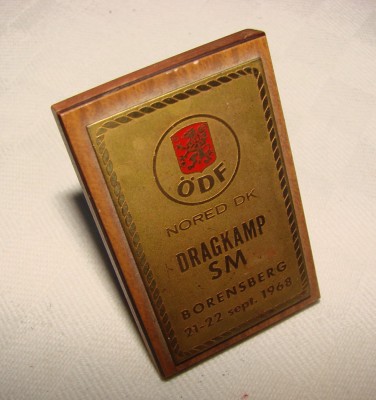 ÖDF
NORED DK
DRAGKAMP
SM
BORENSBERG
21-22 sept. 1968